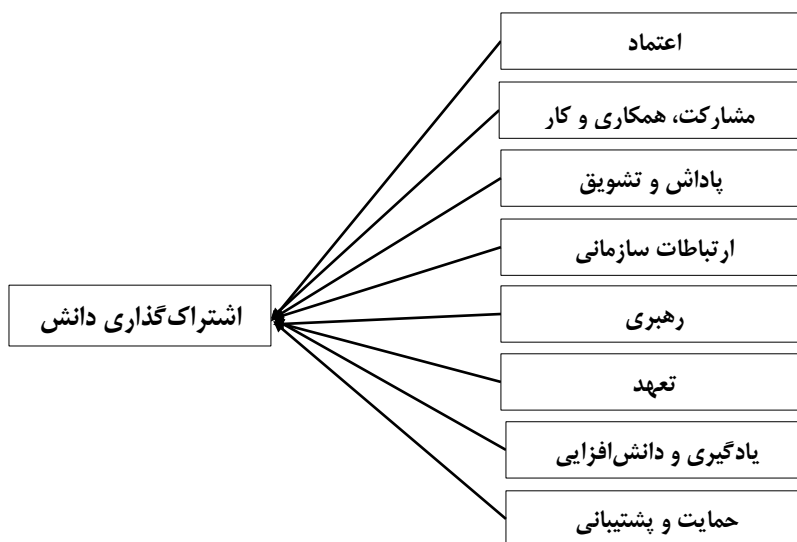 اعتماد
مشارکت، همکاری و کار
پاداش و تشویق
ارتباطات سازمانی
رهبری
اشتراک‌گذاری دانش
تعهد
یادگیری و دانش‌افزایی
حمایت و پشتیبانی